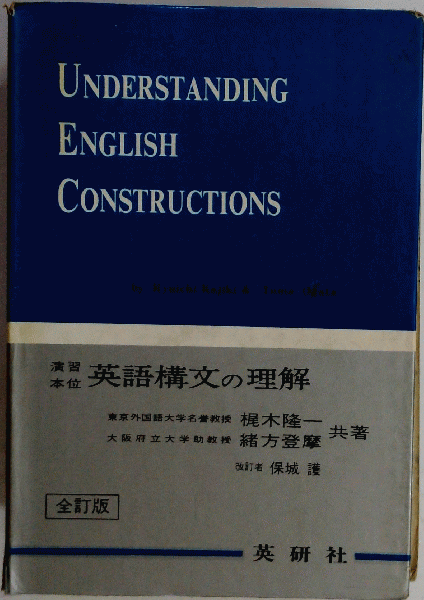 UNDERSTANDING
ENGLISH
CONSTRUCTIONS
演習
本位 英語構文の理解
東京外国語大学名誉教授 梶木隆一
大阪府立大学助教授 緒方登摩 共著
改訂者 保城 護
全訂版
英研社